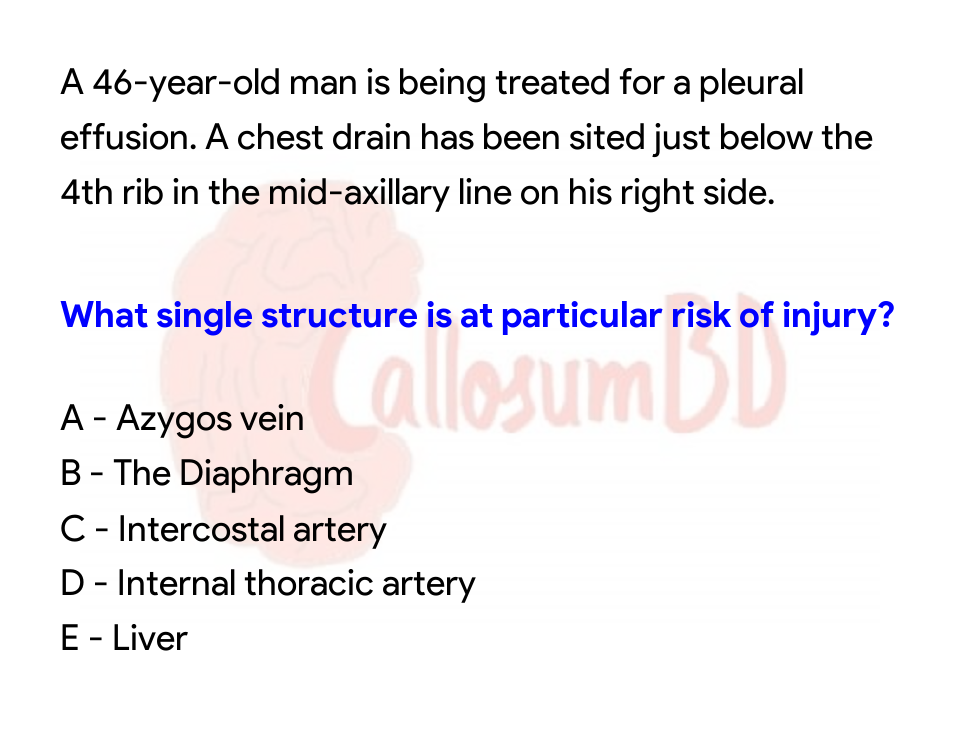 A 46-year-old man is being treated for a pleural
effusion. A chest drain has been sited just below the
4th rib in the mid-axillary line on his right side.
What single structure is at particular risk of injury?
CallosumBD
A - Azygos vein
B - The Diaphragm
C - Intercostal artery
D - Internal thoracic artery
E - Liver